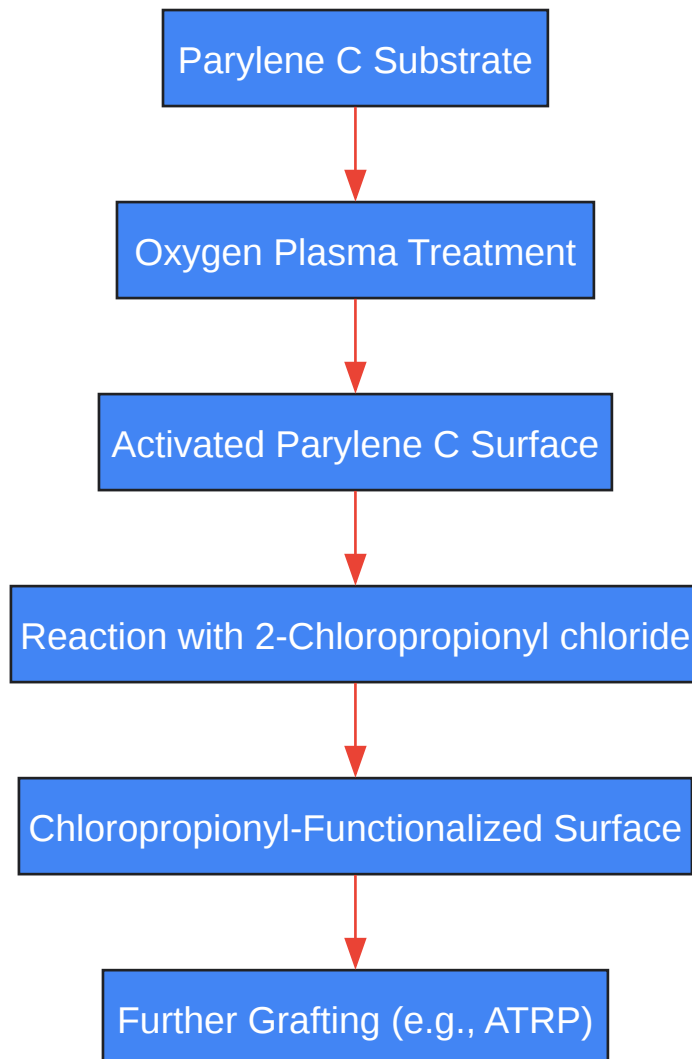 Parylene C Substrate
Oxygen Plasma Treatment
Activated Parylene C Surface
Reaction with 2-Chloropropionyl chloride
Chloropropionyl-Functionalized Surface
Further Grafting (e.g., ATRP)